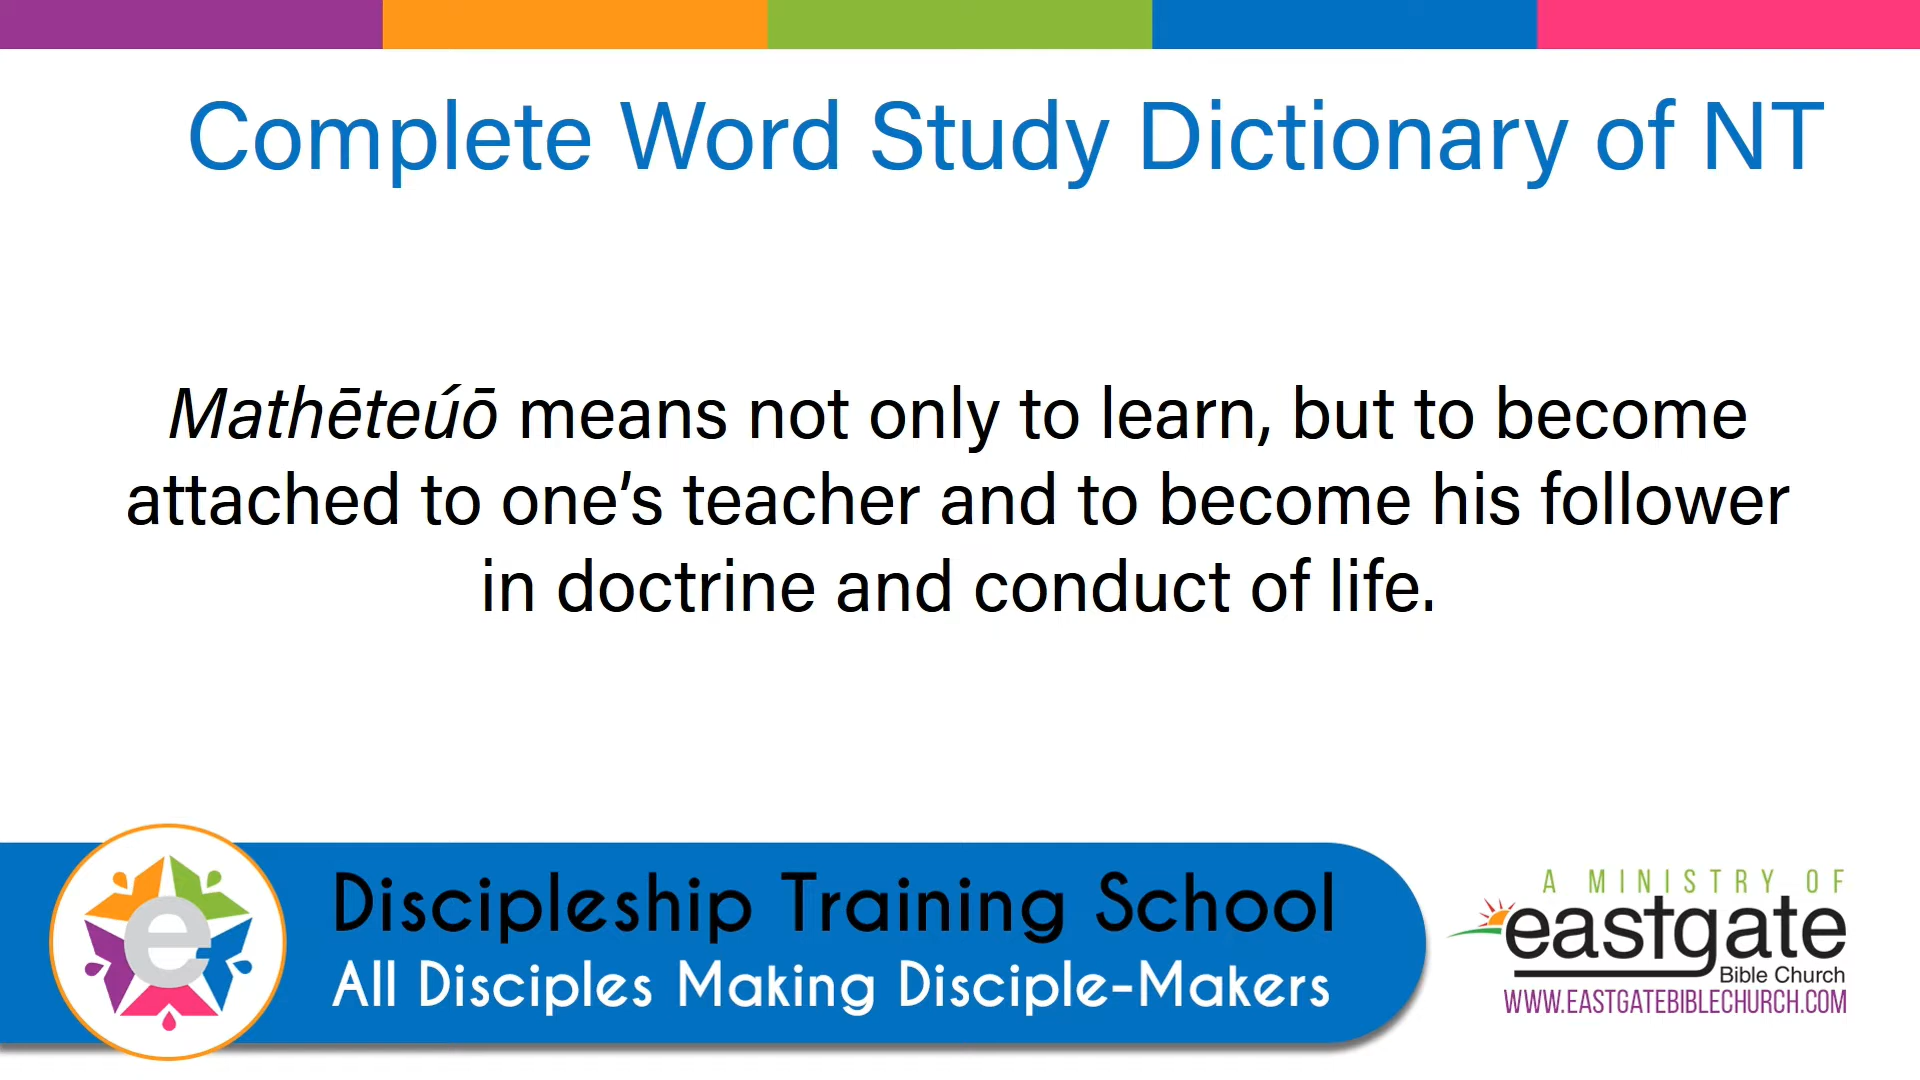 Complete Word Study Dictionary of NT
Mathēteúō means not only to learn, but to become
attached to one’s teacher and to become his follower
in doctrine and conduct of life.
e
Discipleship Training School
All Disciples Making Disciple-Makers
A MINISTRY OF
eastgate
Bible Church
WWW.EASTGATEBIBLECHURCH.COM